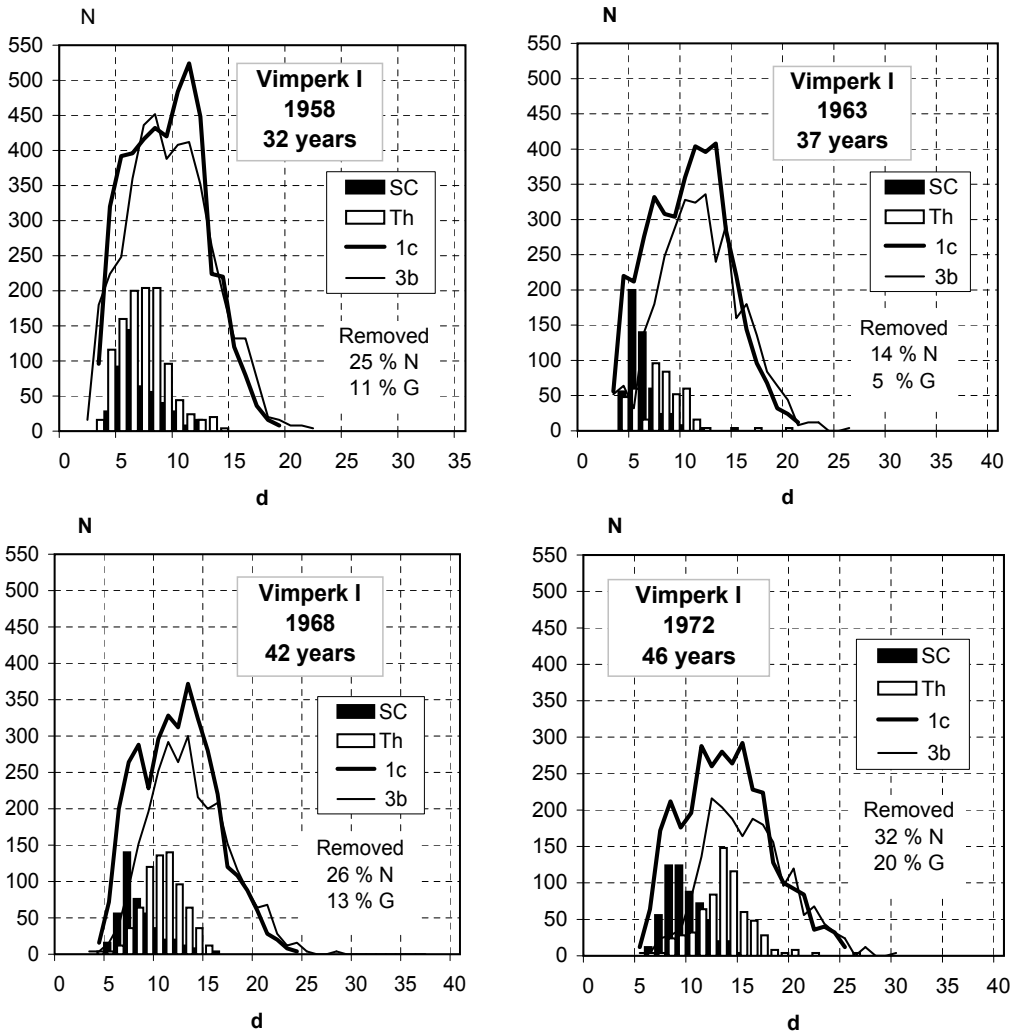 N
550
500
450
400
350
300
250
200
150
100
50
0
0 5 10 15 20 25 30 35
d
Vimperk I
1958
32 years
SC
Th
1c
3b
Removed
25 % N
11 % G
N
550
500
450
400
350
300
250
200
150
100
50
0
0 5 10 15 20 25 30 35 40
d
Vimperk I
1963
37 years
SC
Th
1c
3b
Removed
14 % N
5 % G
N
550
500
450
400
350
300
250
200
150
100
50
0
0 5 10 15 20 25 30 35 40
d
Vimperk I
1968
42 years
SC
Th
1c
3b
Removed
26 % N
13 % G
N
550
500
450
400
350
300
250
200
150
100
50
0
0 5 10 15 20 25 30 35 40
d
Vimperk I
1972
46 years
SC
Th
1c
3b
Removed
32 % N
20 % G